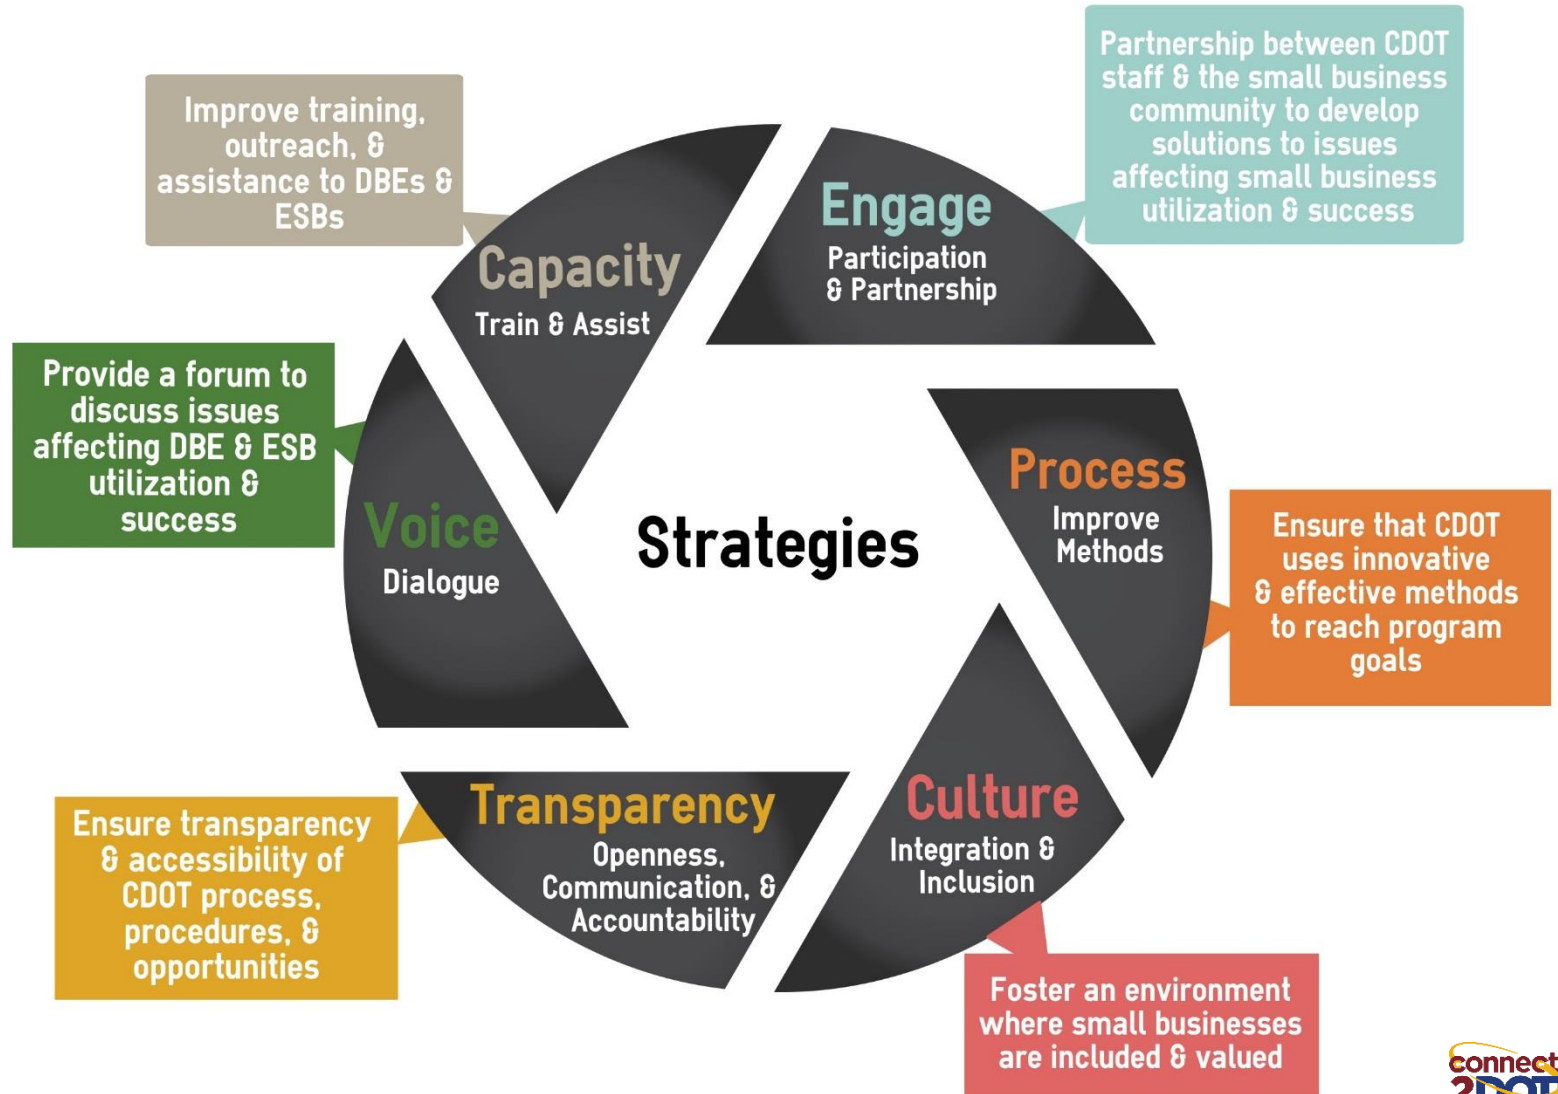 Improve training,
outreach, &
assistance to DBEs &
ESBs
Capacity
Train & Assist
Partnership between CDOT
staff & the small business
community to develop
solutions to issues
affecting small business
utilization & success
Engage
Participation
& Partnership
Provide a forum to
discuss issues
affecting DBE & ESB
utilization &
success
Voice
Dialogue
Strategies
Process
Improve
Methods
Ensure that CDOT
uses innovative
& effective methods
to reach program
goals
Ensure transparency
& accessibility of
CDOT process,
procedures, &
opportunities
Transparency
Openness,
Communication, &
Accountability
Culture
Integration &
Inclusion
Foster an environment
where small businesses
are included & valued
connect
2DOT